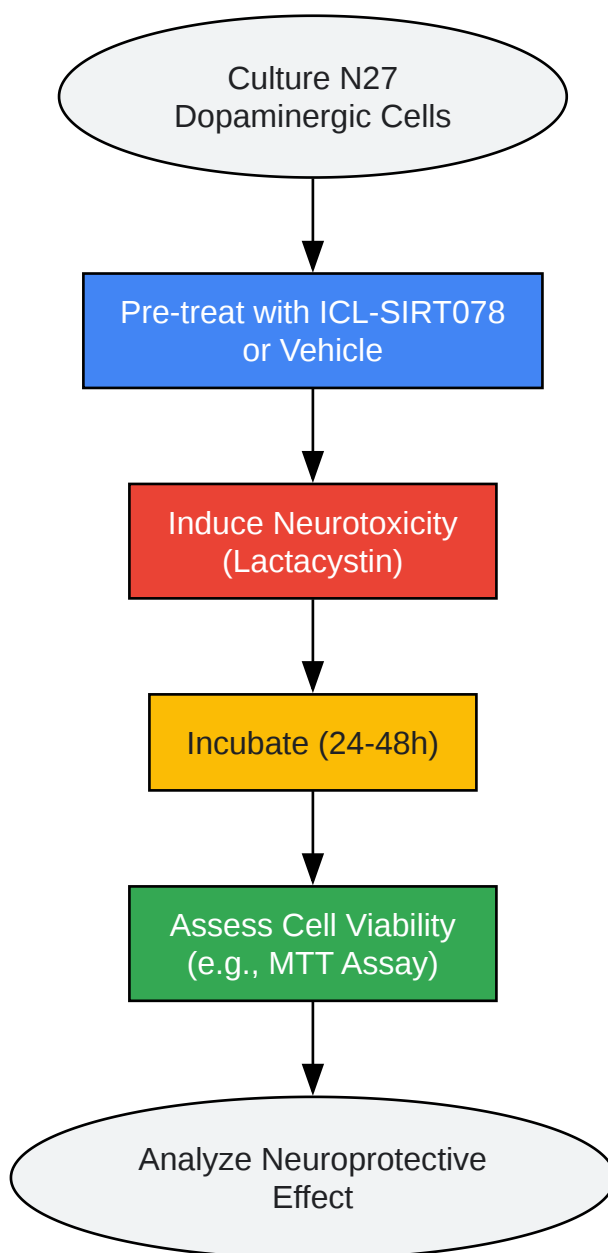 Culture N27
Dopaminergic Cells
Pre-treat with ICL-SIRT078
or Vehicle
Induce Neurotoxicity
(Lactacystin)
Incubate (24-48h)
Assess Cell Viability
(e.g., MTT Assay)
Analyze Neuroprotective
Effect